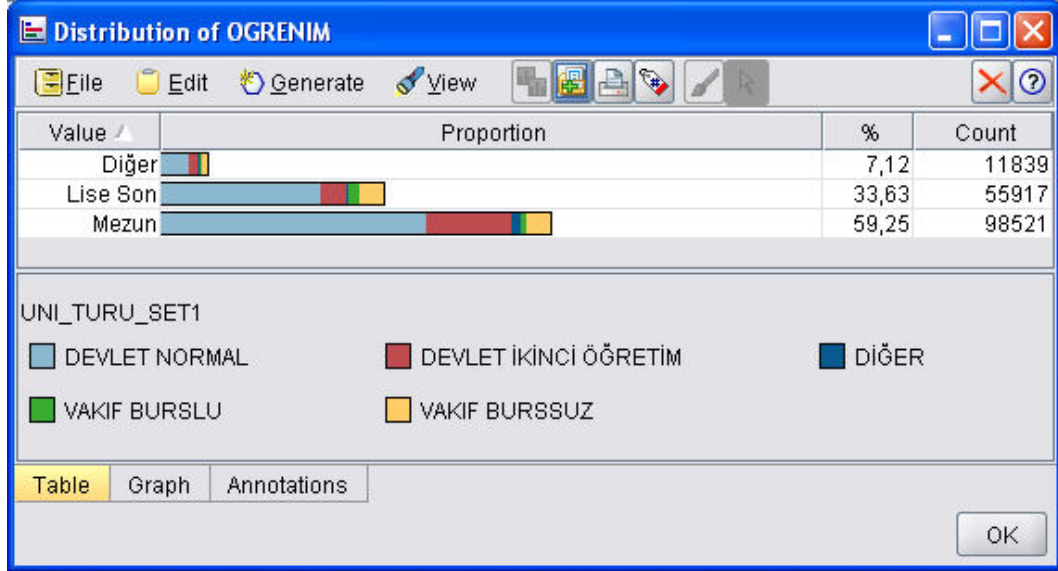 Distribution of OGRENIM
File Edit Generate View
Value Proportion % Count
Diğer 7,12 11839
Lise Son 33,63 55917
Mezun 59,25 98521
UNI_TURU_SET1
DEVLET NORMAL DEVLET İKİNCİ ÖĞRETİM DİĞER
VAKIF BURSLU VAKIF BURSSUZ
Table Graph Annotations
OK